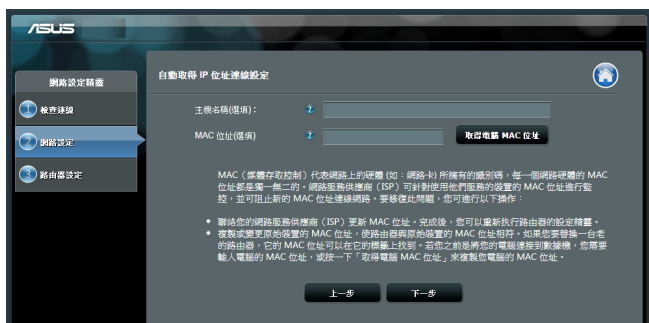 ASUS
網路設定精靈
1 檢查連線
2 網路設定
3 路由器設定
自動取得 IP 位址連線設定
主機名稱(選填)：
MAC 位址(選填)
取得電腦 MAC 位址
MAC（媒體存取控制）代表網路上的硬體 (如：網路卡) 所擁有的識別碼，每一個網路硬體的 MAC
位址都是獨一無二的。網路服務供應商（ISP）可針對使用他們服務的裝置的 MAC 位址進行監
控，並可阻止新的 MAC 位址連線網路。要修復此問題，您可進行以下操作：
• 聯絡您的網路服務供應商（ISP）更新 MAC 位址。完成後，您可以重新執行路由器的設定精靈。
• 複製或變更原始裝置的 MAC 位址，使路由器與原始裝置的 MAC 位址相符。如果您要替換一台老
的路由器，它的 MAC 位址可以在它的標籤上找到。若您之前是將您的電腦連接到數據機，您需要
輸入電腦的 MAC 位址，或按一下「取得電腦 MAC 位址」來複製您電腦的 MAC 位址。
上一步
下一步